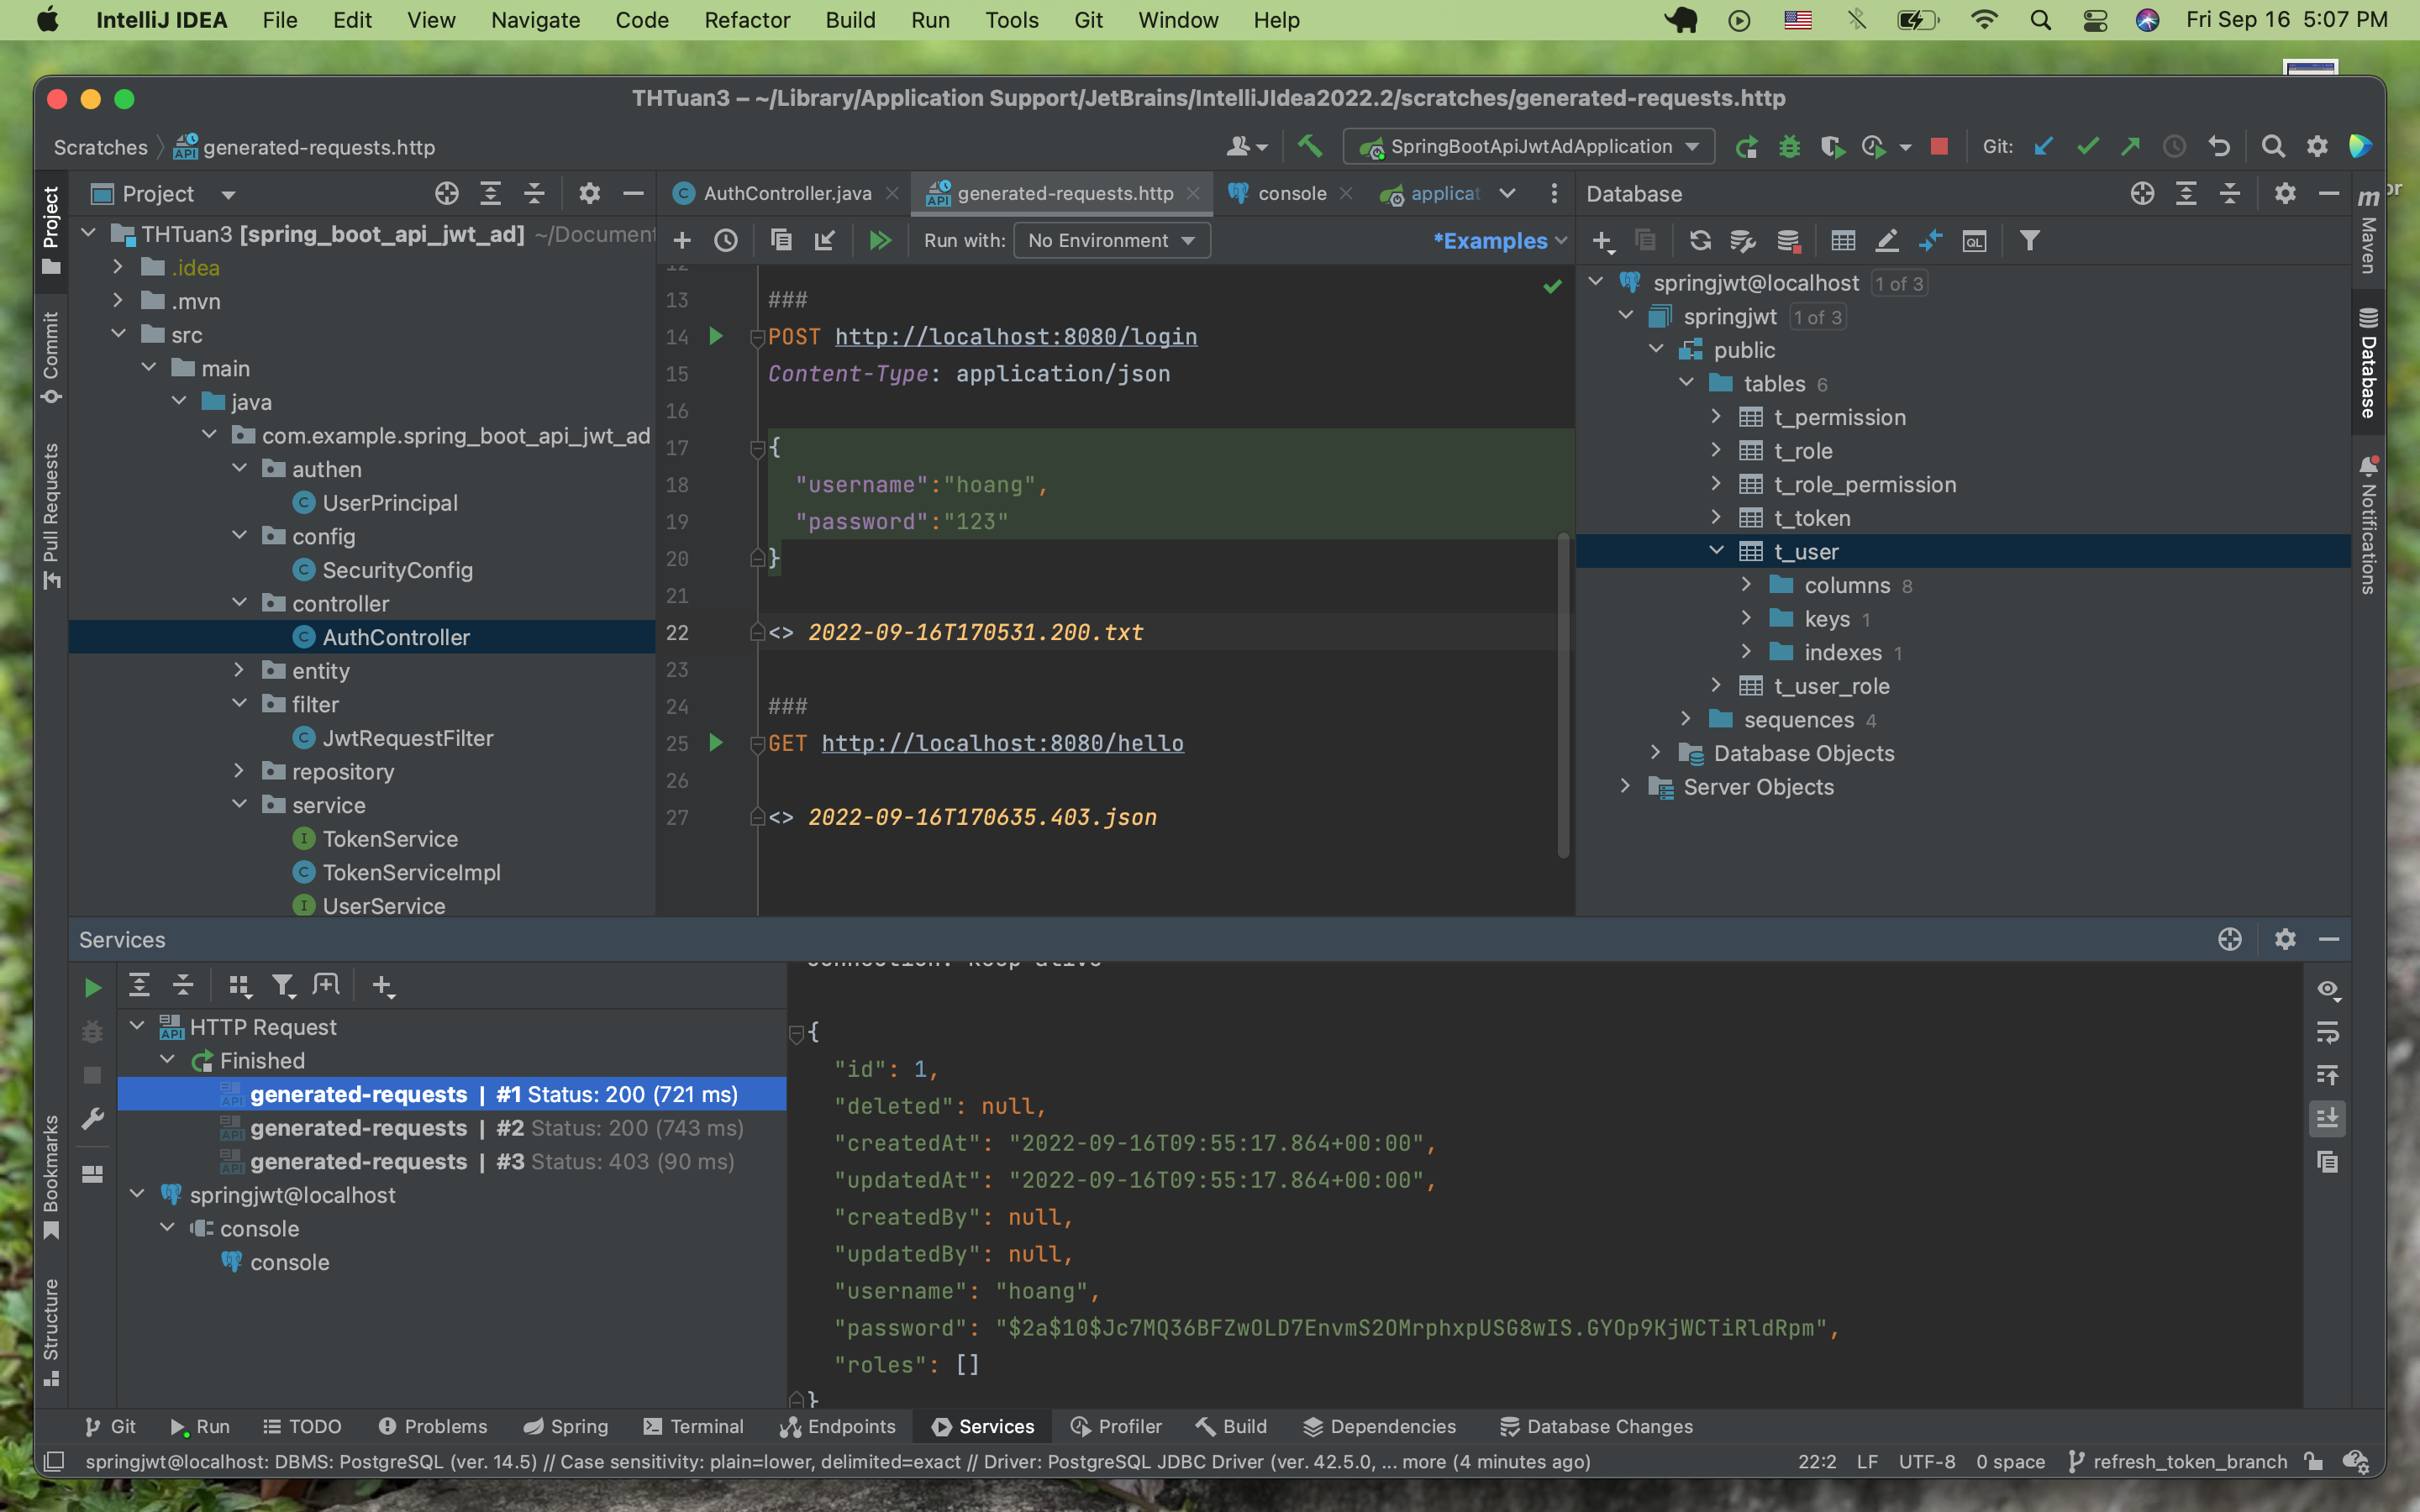 IntelliJ IDEA File Edit View Navigate Code Refactor Build Run Tools Git Window Help Fri Sep 16 5:07 PM
THTuan3 – ~/Library/Application Support/JetBrains/IntelliJIdea2022.2/scratches/generated-requests.http
Scratches generated-requests.http SpringBootApiJwtAdApplication Git:
Project AuthController.java generated-requests.http console applicat Database
THTuan3 [spring_boot_api_jwt_ad] ~/Document
.idea
.mvn
src
main
java
com.example.spring_boot_api_jwt_ad
authen
UserPrincipal
config
SecurityConfig
controller
AuthController
entity
filter
JwtRequestFilter
repository
service
TokenService
TokenServiceImpl
UserService
Run with: No Environment *Examples
12
13 ###
14 POST http://localhost:8080/login
15 Content-Type: application/json
16
17 {
18 "username":"hoang",
19 "password":"123"
20 }
21
22 <> 2022-09-16T170531.200.txt
23
24 ###
25 GET http://localhost:8080/hello
26
27 <> 2022-09-16T170635.403.json
springjwt@localhost 1 of 3
springjwt 1 of 3
public
tables 6
t_permission
t_role
t_role_permission
t_token
t_user
columns 8
keys 1
indexes 1
t_user_role
sequences 4
Database Objects
Server Objects
Project
Commit
Pull Requests
Bookmarks
Structure
Maven
Database
Notifications
Services
HTTP Request
Finished
generated-requests | #1 Status: 200 (721 ms)
generated-requests | #2 Status: 200 (743 ms)
generated-requests | #3 Status: 403 (90 ms)
springjwt@localhost
console
console
{
"id": 1,
"deleted": null,
"createdAt": "2022-09-16T09:55:17.864+00:00",
"updatedAt": "2022-09-16T09:55:17.864+00:00",
"createdBy": null,
"updatedBy": null,
"username": "hoang",
"password": "$2a$10$Jc7MQ36BFZwOLD7EnvmS2OMrphxpUSG8wIS.GYOp9KjWCTiRldRpm",
"roles": []
}
Git Run TODO Problems Spring Terminal Endpoints Services Profiler Build Dependencies Database Changes
springjwt@localhost: DBMS: PostgreSQL (ver. 14.5) // Case sensitivity: plain=lower, delimited=exact // Driver: PostgreSQL JDBC Driver (ver. 42.5.0, ... more (4 minutes ago) 22:2 LF UTF-8 0 space refresh_token_branch